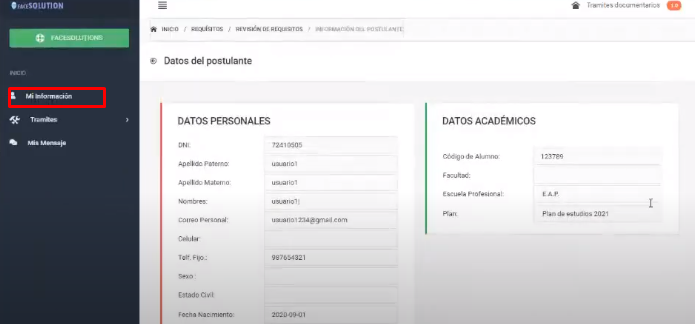 FACESOLUTION
Tramites documentarios 1.0
FACESOLUTIONS
INICIO / REQUÍSITOS / REVISIÓN DE REQUISITOS / INFORMACIÓN DEL POSTULANTE
Datos del postulante
INICIO
Mi Información
Tramites
Mis Mensaje
DATOS PERSONALES
DNI: 72410505
Apellido Paterno: usuario1
Apellido Materno: usuario1
Nombres: usuario1
Correo Personal: usuario1234@gmail.com
Celular:
Telf. Fijo.: 987654321
Sexo:
Estado Civil:
Fecha Nacimiento: 2020-09-01
DATOS ACADÉMICOS
Código de Alumno: 123789
Facultad:
Escuela Profesional: E.A.P.
Plan: Plan de estudios 2021